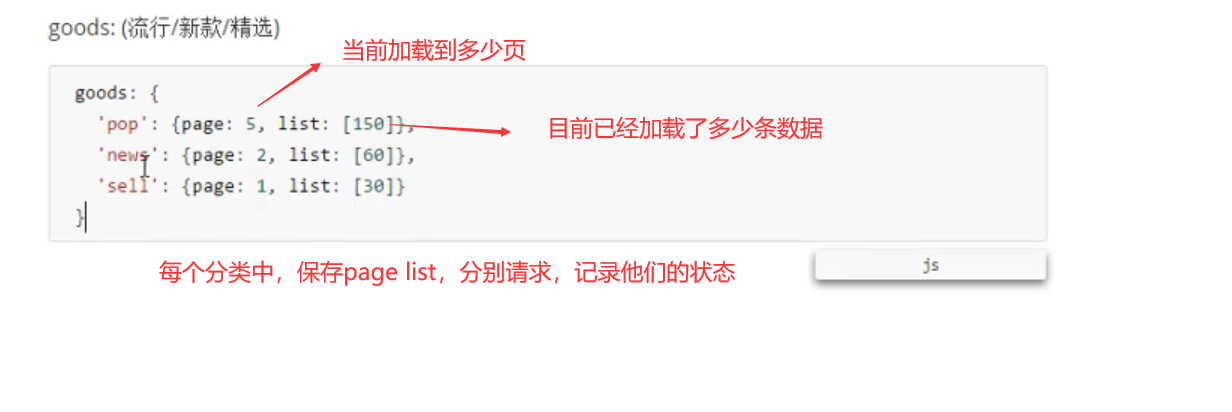 goods: (流行/新款/精选)
当前加载到多少页
goods: {
'pop': {page: 5, list: [150]},
目前已经加载了多少条数据
'news': {page: 2, list: [60]},
'sell': {page: 1, list: [30]}
}
每个分类中，保存page list，分别请求，记录他们的状态
js